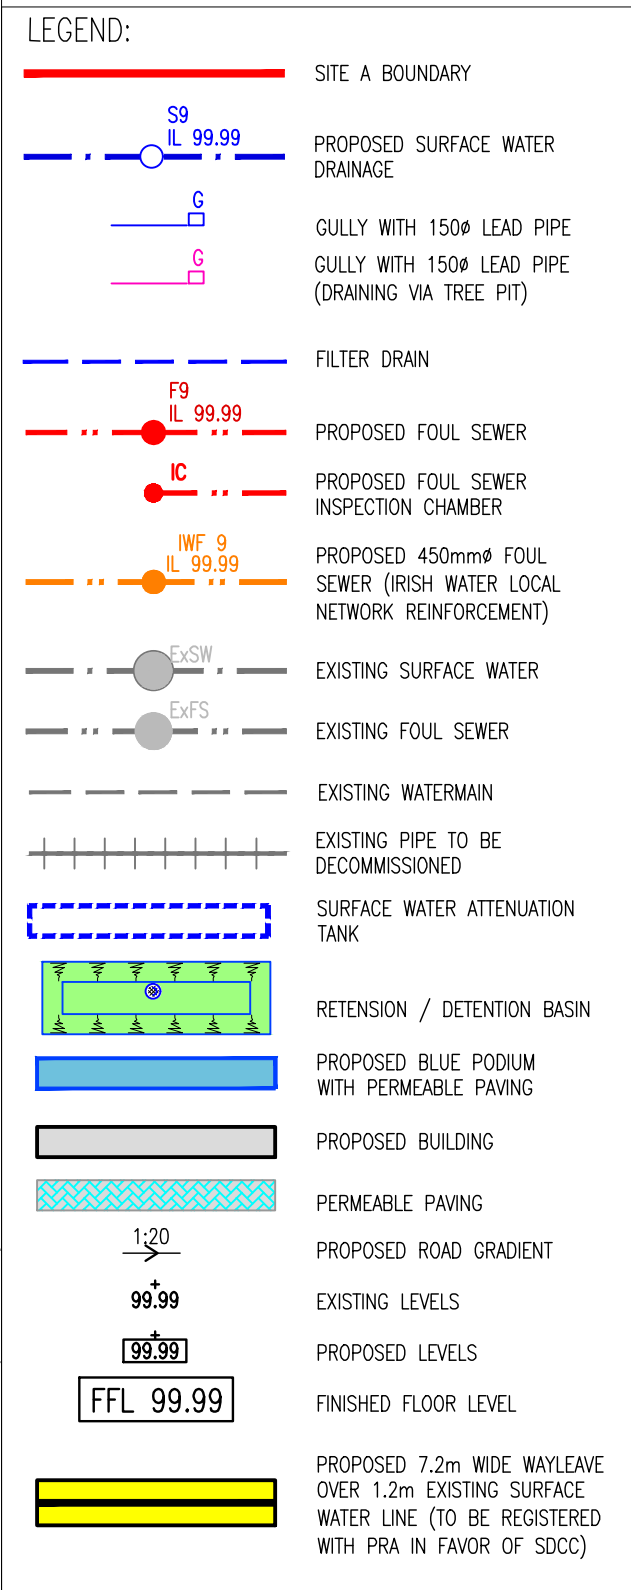 LEGEND:
SITE A BOUNDARY
S9
IL 99.99
PROPOSED SURFACE WATER
DRAINAGE
G
GULLY WITH 150ø LEAD PIPE
G
GULLY WITH 150ø LEAD PIPE
(DRAINING VIA TREE PIT)
FILTER DRAIN
F9
IL 99.99
PROPOSED FOUL SEWER
IC
PROPOSED FOUL SEWER
INSPECTION CHAMBER
IWF 9
IL 99.99
PROPOSED 450mmø FOUL
SEWER (IRISH WATER LOCAL
NETWORK REINFORCEMENT)
ExSW
EXISTING SURFACE WATER
ExFS
EXISTING FOUL SEWER
EXISTING WATERMAIN
EXISTING PIPE TO BE
DECOMMISSIONED
SURFACE WATER ATTENUATION
TANK
RETENSION / DETENTION BASIN
PROPOSED BLUE PODIUM
WITH PERMEABLE PAVING
PROPOSED BUILDING
PERMEABLE PAVING
1:20
PROPOSED ROAD GRADIENT
99.99
EXISTING LEVELS
99.99
PROPOSED LEVELS
FFL 99.99
FINISHED FLOOR LEVEL
PROPOSED 7.2m WIDE WAYLEAVE
OVER 1.2m EXISTING SURFACE
WATER LINE (TO BE REGISTERED
WITH PRA IN FAVOR OF SDCC)